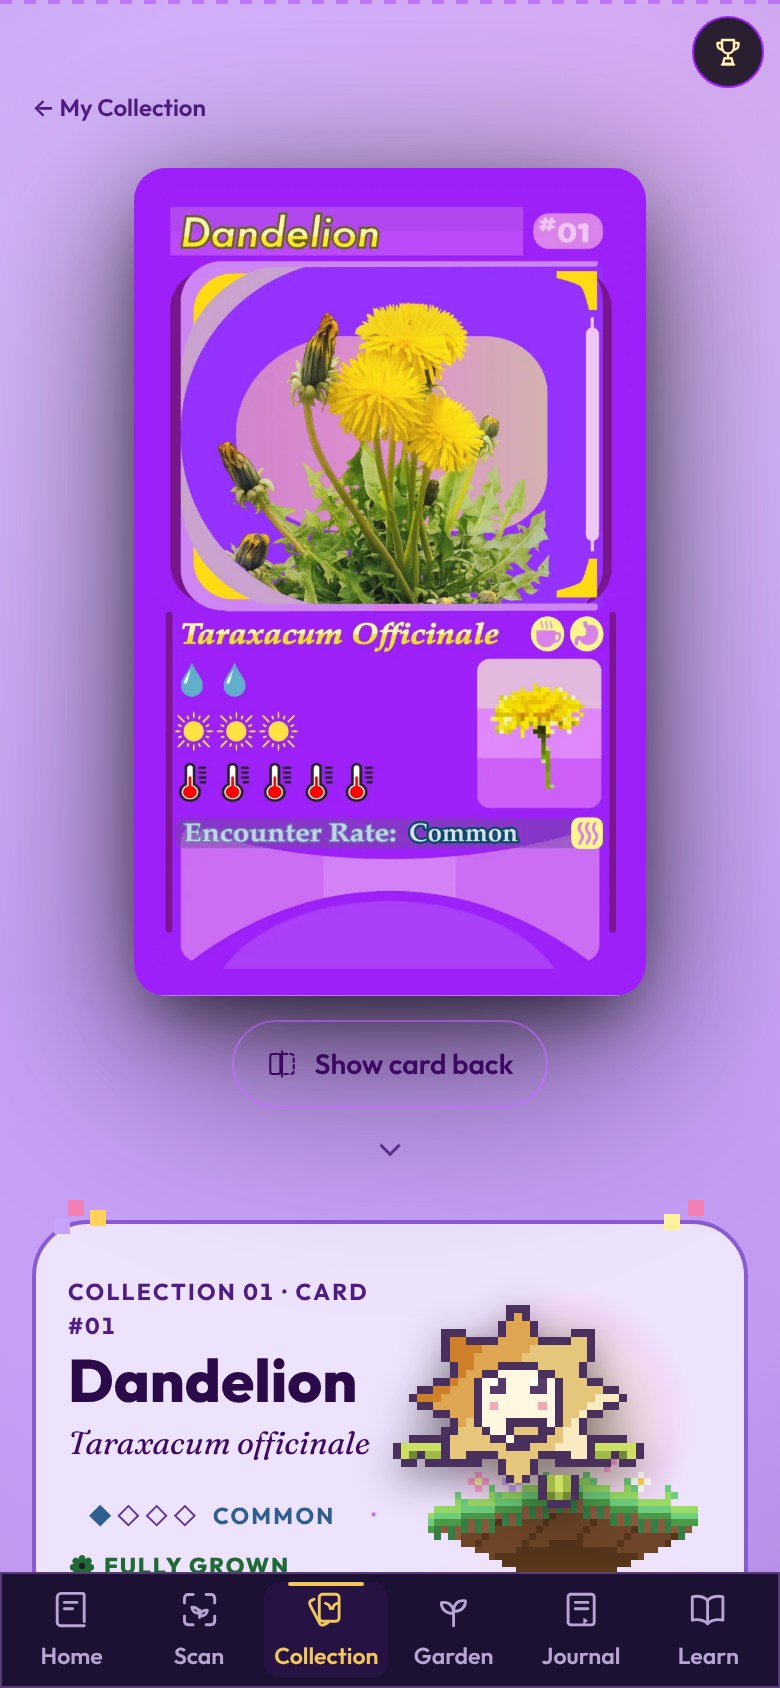 ← My Collection
Dandelion
#01
Taraxacum Officinale
Encounter Rate: Common
Show card back
COLLECTION 01 · CARD
#01
Dandelion
Taraxacum officinale
COMMON
FULLY GROWN
Home
Scan
Collection
Garden
Journal
Learn